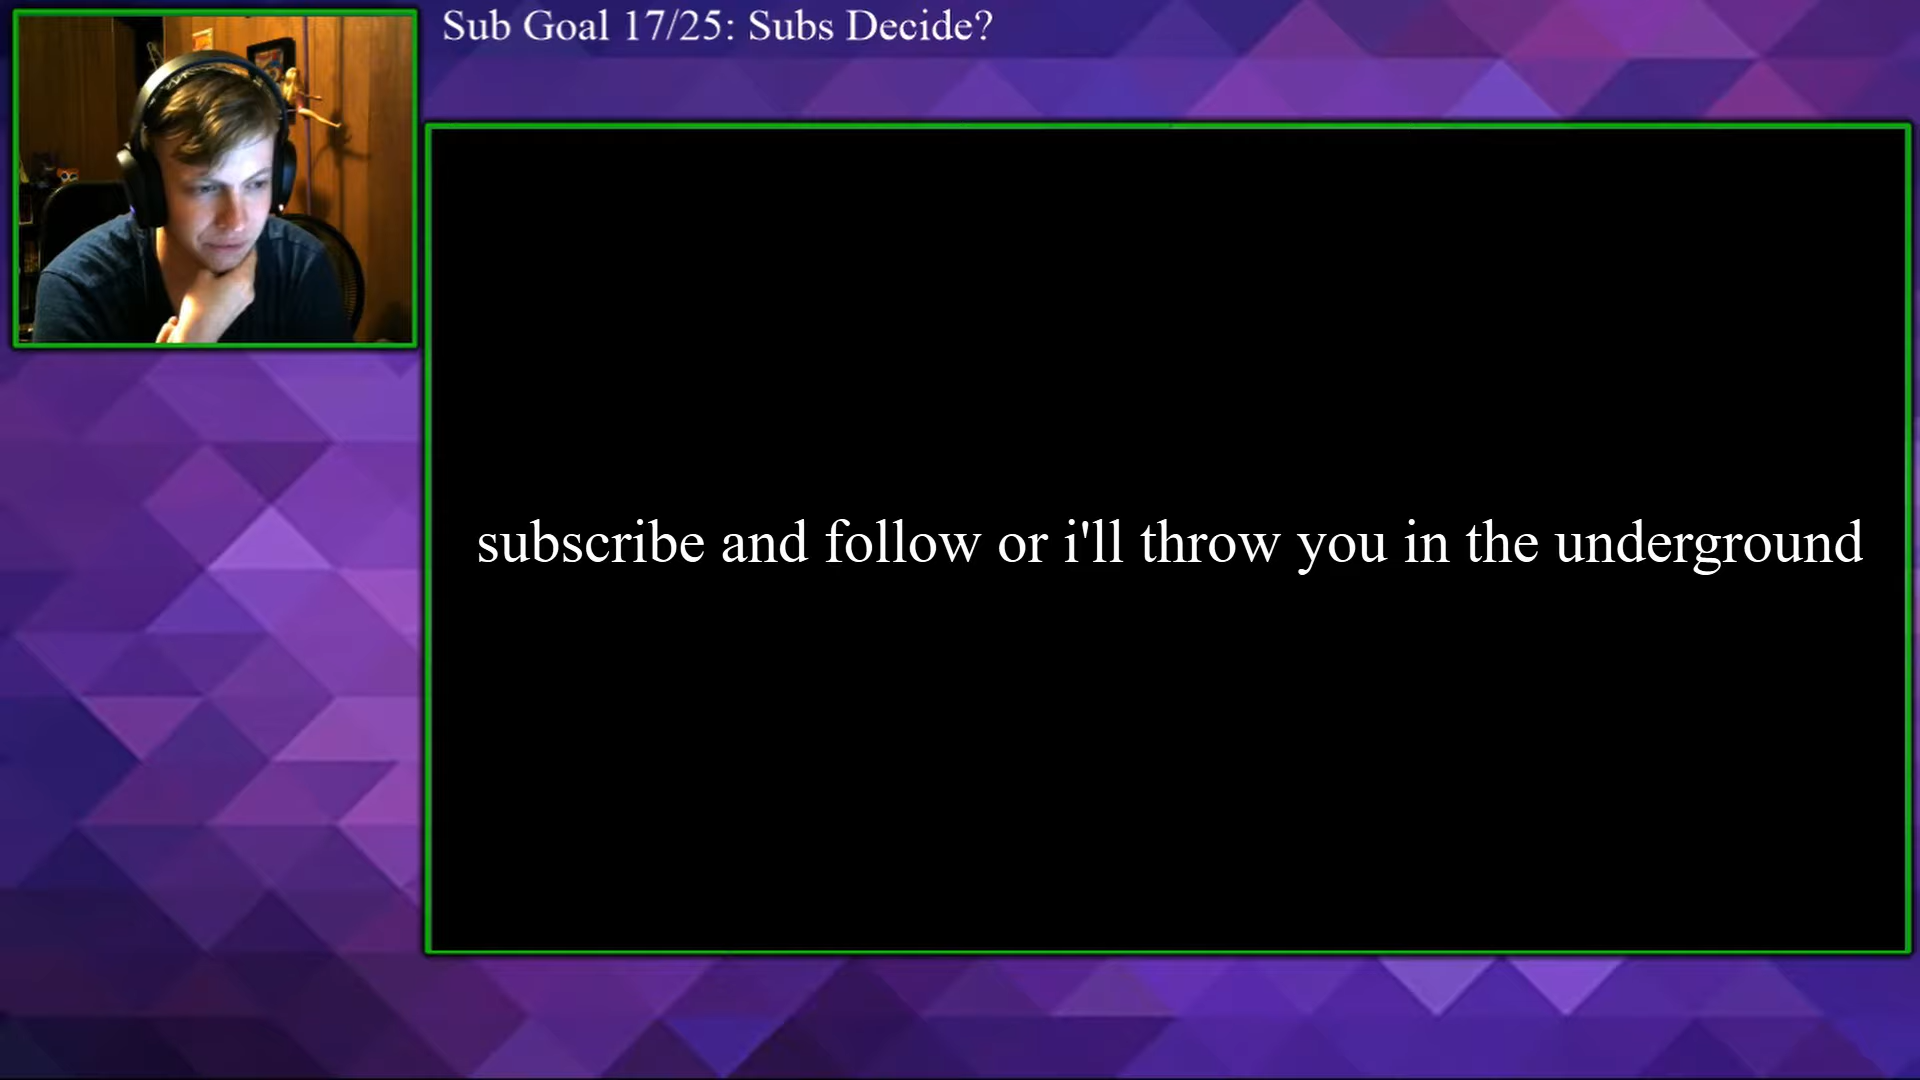 Sub Goal 17/25: Subs Decide?
subscribe and follow or i'll throw you in the underground